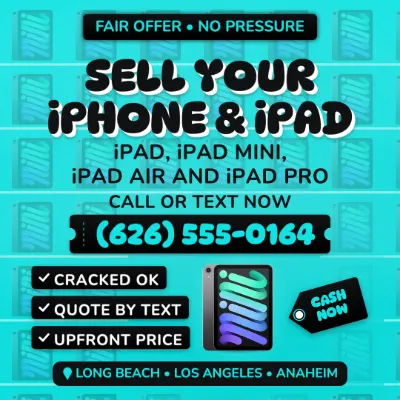 FAIR OFFER • NO PRESSURE
SELL YOUR
iPHONE & iPAD
iPAD, iPAD MINI,
iPAD AIR AND iPAD PRO
CALL OR TEXT NOW
(626) 555-0164
CRACKED OK
QUOTE BY TEXT
UPFRONT PRICE
CASH
NOW
LONG BEACH • LOS ANGELES • ANAHEIM